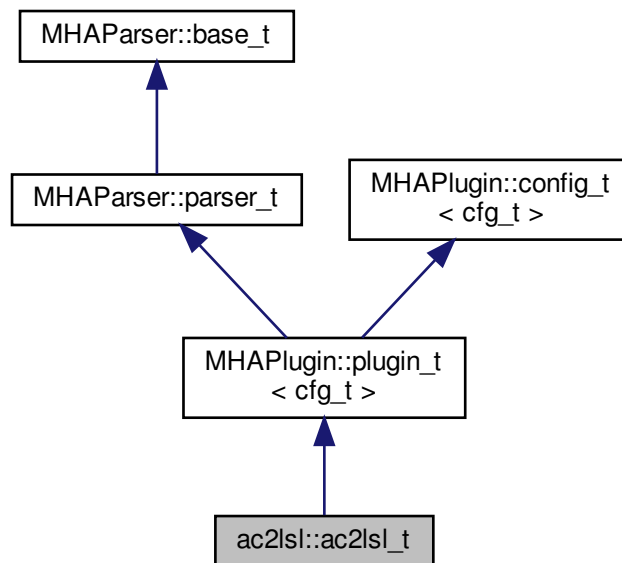 MHAParser::base_t
MHAParser::parser_t
MHAPlugin::config_t
< cfg_t >
MHAPlugin::plugin_t
< cfg_t >
ac2lsl::ac2lsl_t